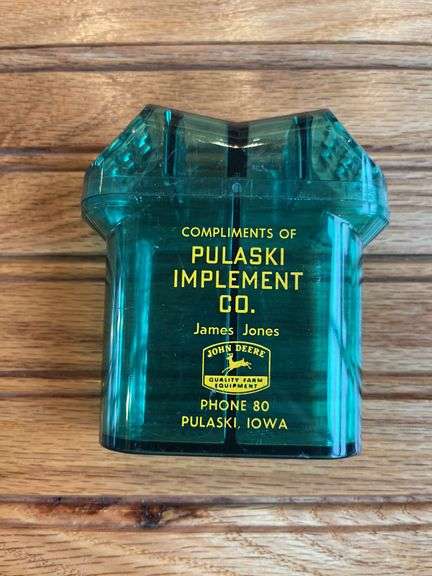 COMPLIMENTS OF
PULASKI
IMPLEMENT
CO.
James Jones
JOHN DEERE
QUALITY FARM
EQUIPMENT
PHONE 80
PULASKI, IOWA